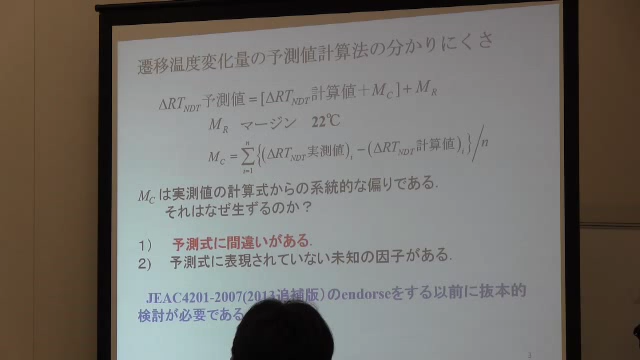 遷移温度変化量の予測値計算法の分かりにくさ
ΔRT_NDT予測値=[ΔRT_NDT計算値+M_C]+M_R
M_R マージン 22℃
M_C=∑_{i=1}^{n}{(ΔRT_NDT実測値)_i−(ΔRT_NDT計算値)_i}/n
M_Cは実測値の計算式からの系統的な偏りである.
それはなぜ生ずるのか?
1) 予測式に間違いがある.
2) 予測式に表現されていない未知の因子がある.
JEAC4201-2007(2013追補版)のendorseをする以前に抜本的
検討が必要である